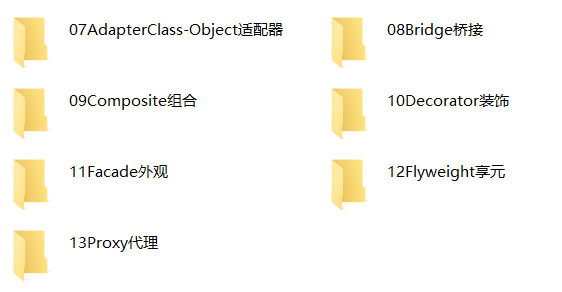 07AdapterClass-Object适配器
08Bridge桥接
09Composite组合
10Decorator装饰
11Facade外观
12Flyweight享元
13Proxy代理